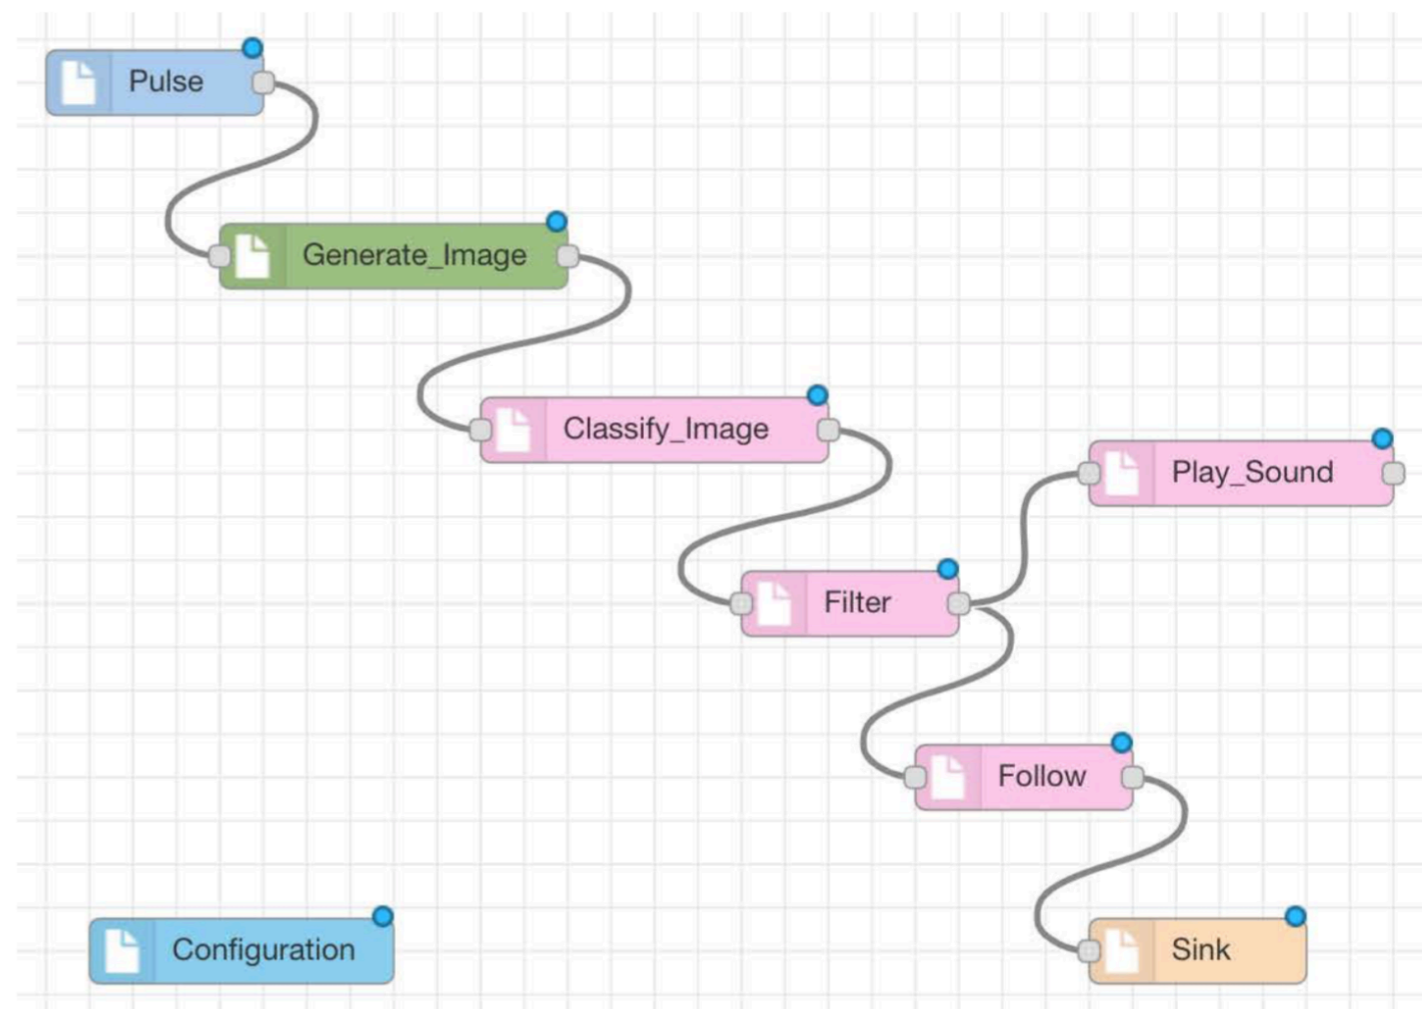 Pulse
Generate_Image
Classify_Image
Play_Sound
Filter
Follow
Configuration
Sink